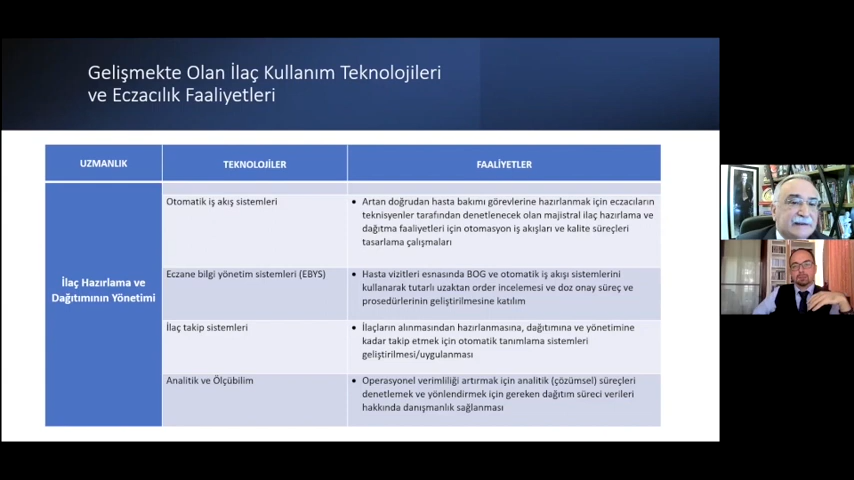 Gelişmekte Olan İlaç Kullanım Teknolojileri
ve Eczacılık Faaliyetleri
UZMANLIK
TEKNOLOJİLER
FAALİYETLER
İlaç Hazırlama ve
Dağıtımının Yönetimi
Otomatik iş akış sistemleri
• Artan doğrudan hasta bakımı görevlerine hazırlanmak için eczacıların
teknisyenler tarafından denetlenecek olan majistral ilaç hazırlama ve
dağıtma faaliyetleri için otomasyon iş akışları ve kalite süreçleri
tasarlama çalışmaları
Eczane bilgi yönetim sistemleri (EBYS)
• Hasta vizitleri esnasında BOG ve otomatik iş akışı sistemlerini
kullanarak tutarlı uzaktan order incelemesi ve doz onay süreç ve
prosedürlerinin geliştirilmesine katılım
İlaç takip sistemleri
• İlaçların alınmasından hazırlanmasına, dağıtımına ve yönetimine
kadar takip etmek için otomatik tanımlama sistemleri
geliştirilmesi/uygulanması
Analitik ve Ölçübilim
• Operasyonel verimliliği artırmak için analitik (çözümsel) süreçleri
denetlemek ve yönlendirmek için gereken dağıtım süreci verileri
hakkında danışmanlık sağlanması